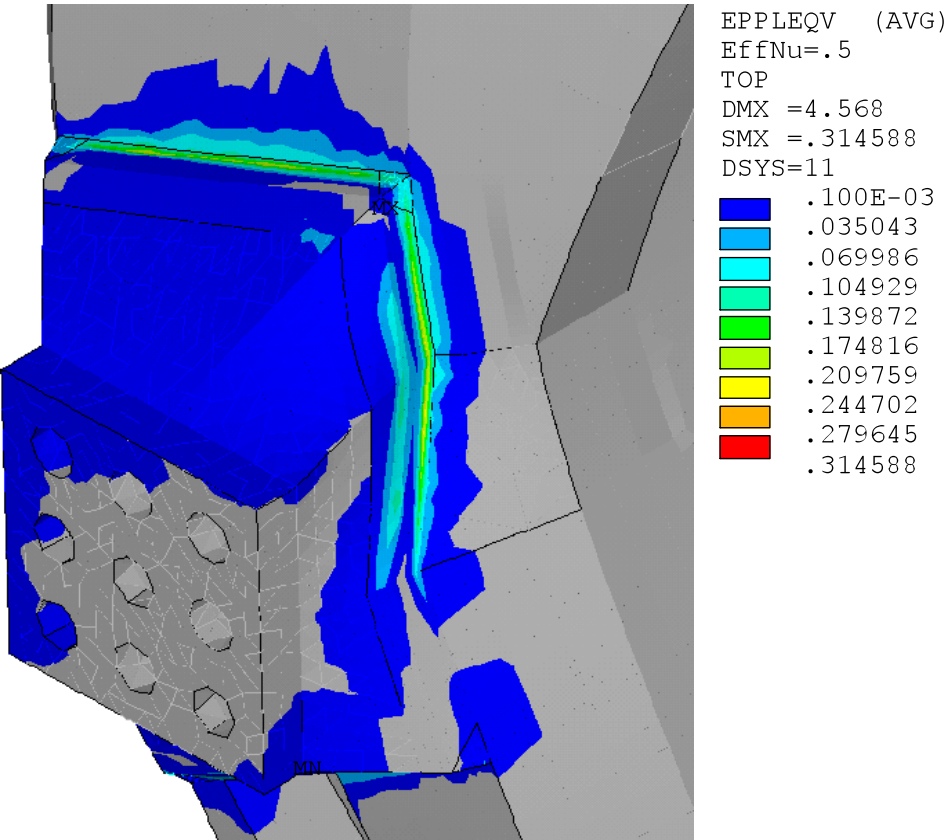 EPPLEQV (AVG)
EffNu=.5
TOP
DMX =4.568
SMX =.314588
DSYS=11
.100E-03
.035043
.069986
.104929
.139872
.174816
.209759
.244702
.279645
.314588
MX
MN